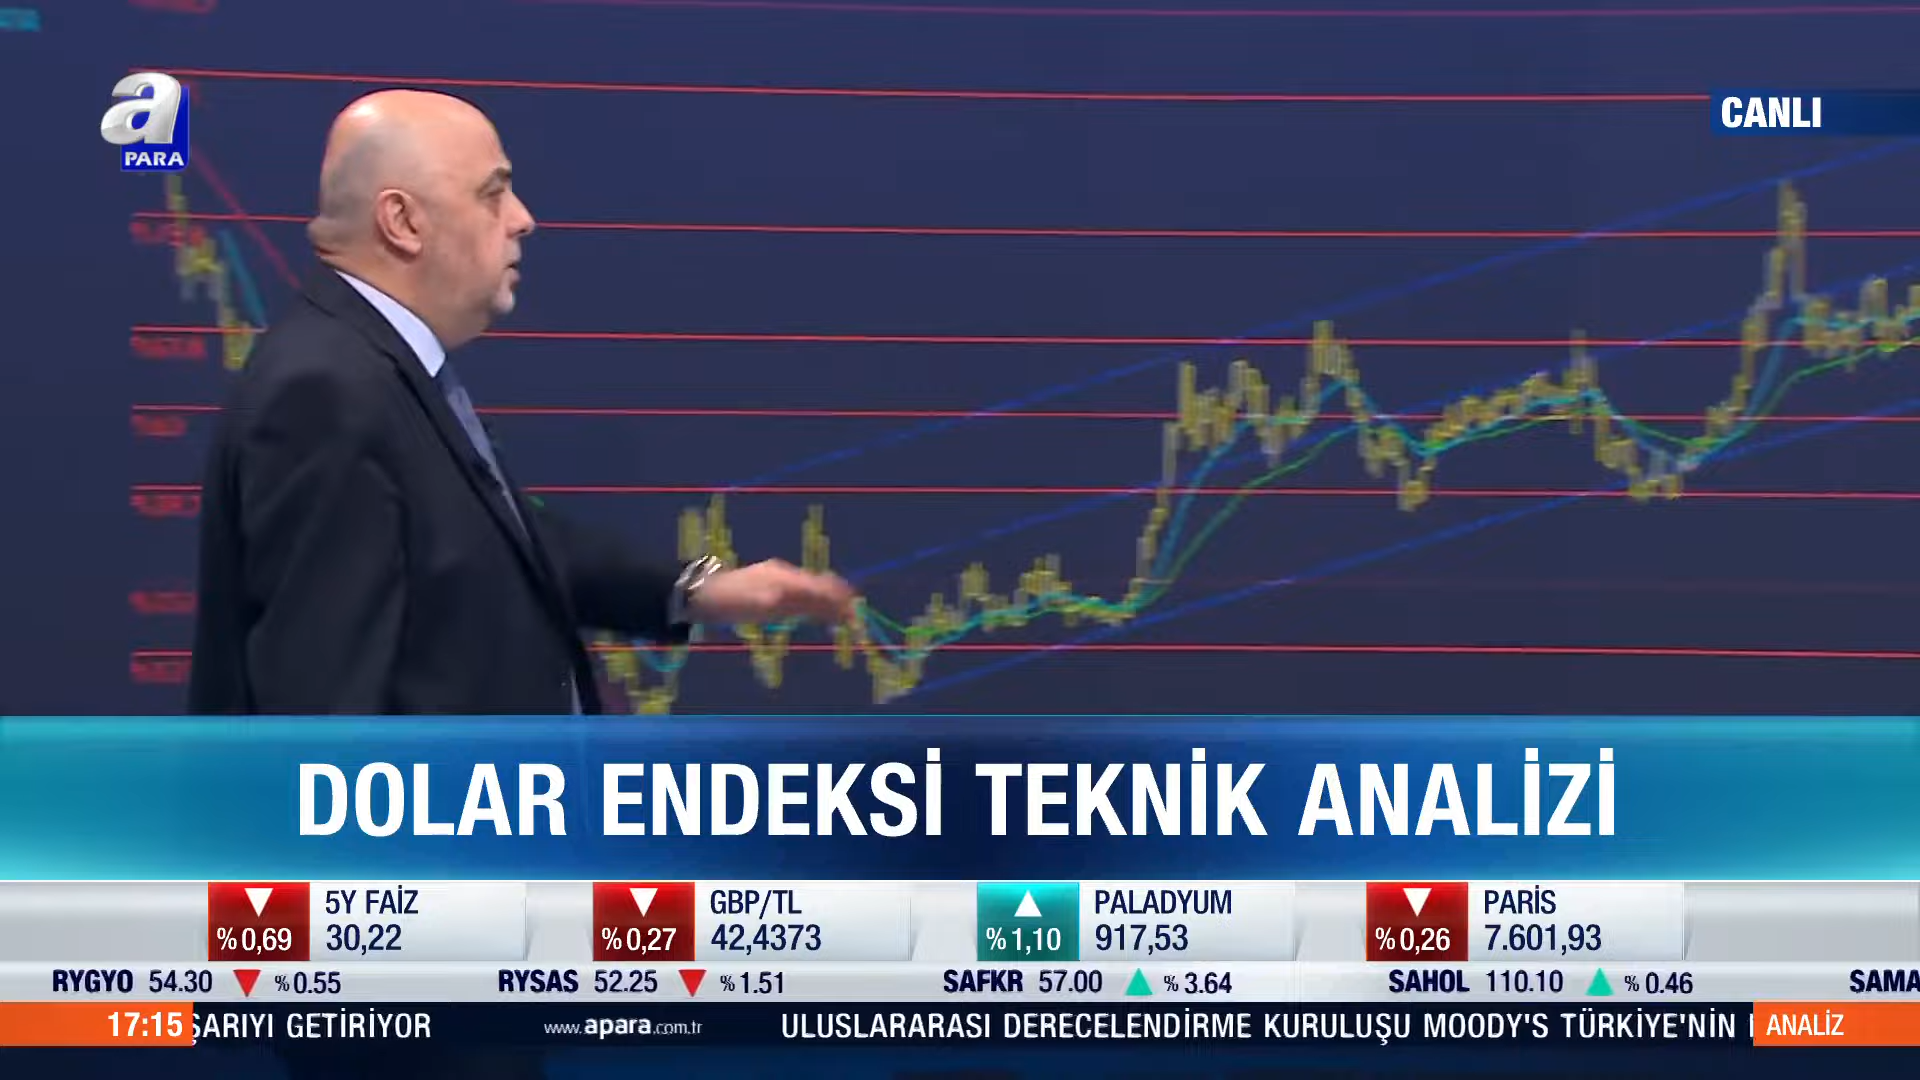 a
PARA
CANLI
DOLAR ENDEKSİ TEKNİK ANALİZİ
%0,69 5Y FAİZ 30,22
%0,27 GBP/TL 42,4373
%1,10 PALADYUM 917,53
%0,26 PARİS 7.601,93
RYGYO 54.30 %0.55 RYSAS 52.25 %1.51 SAFKR 57.00 %3.64 SAHOL 110.10 %0.46 SAMA
17:15 ŞARIYI GETİRİYOR www.apara.com.tr ULUSLARARASI DERECELENDİRME KURULUŞU MOODY'S TÜRKİYE'NİN ANALİZ